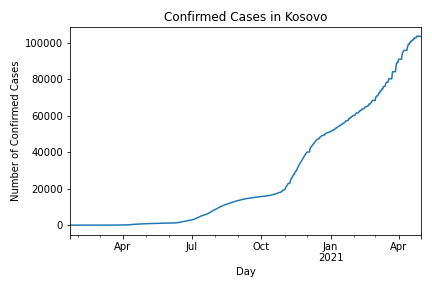 Confirmed Cases in Kosovo
Number of Confirmed Cases
100000
80000
60000
40000
20000
0
Apr
Jul
Oct
Jan
2021
Apr
Day